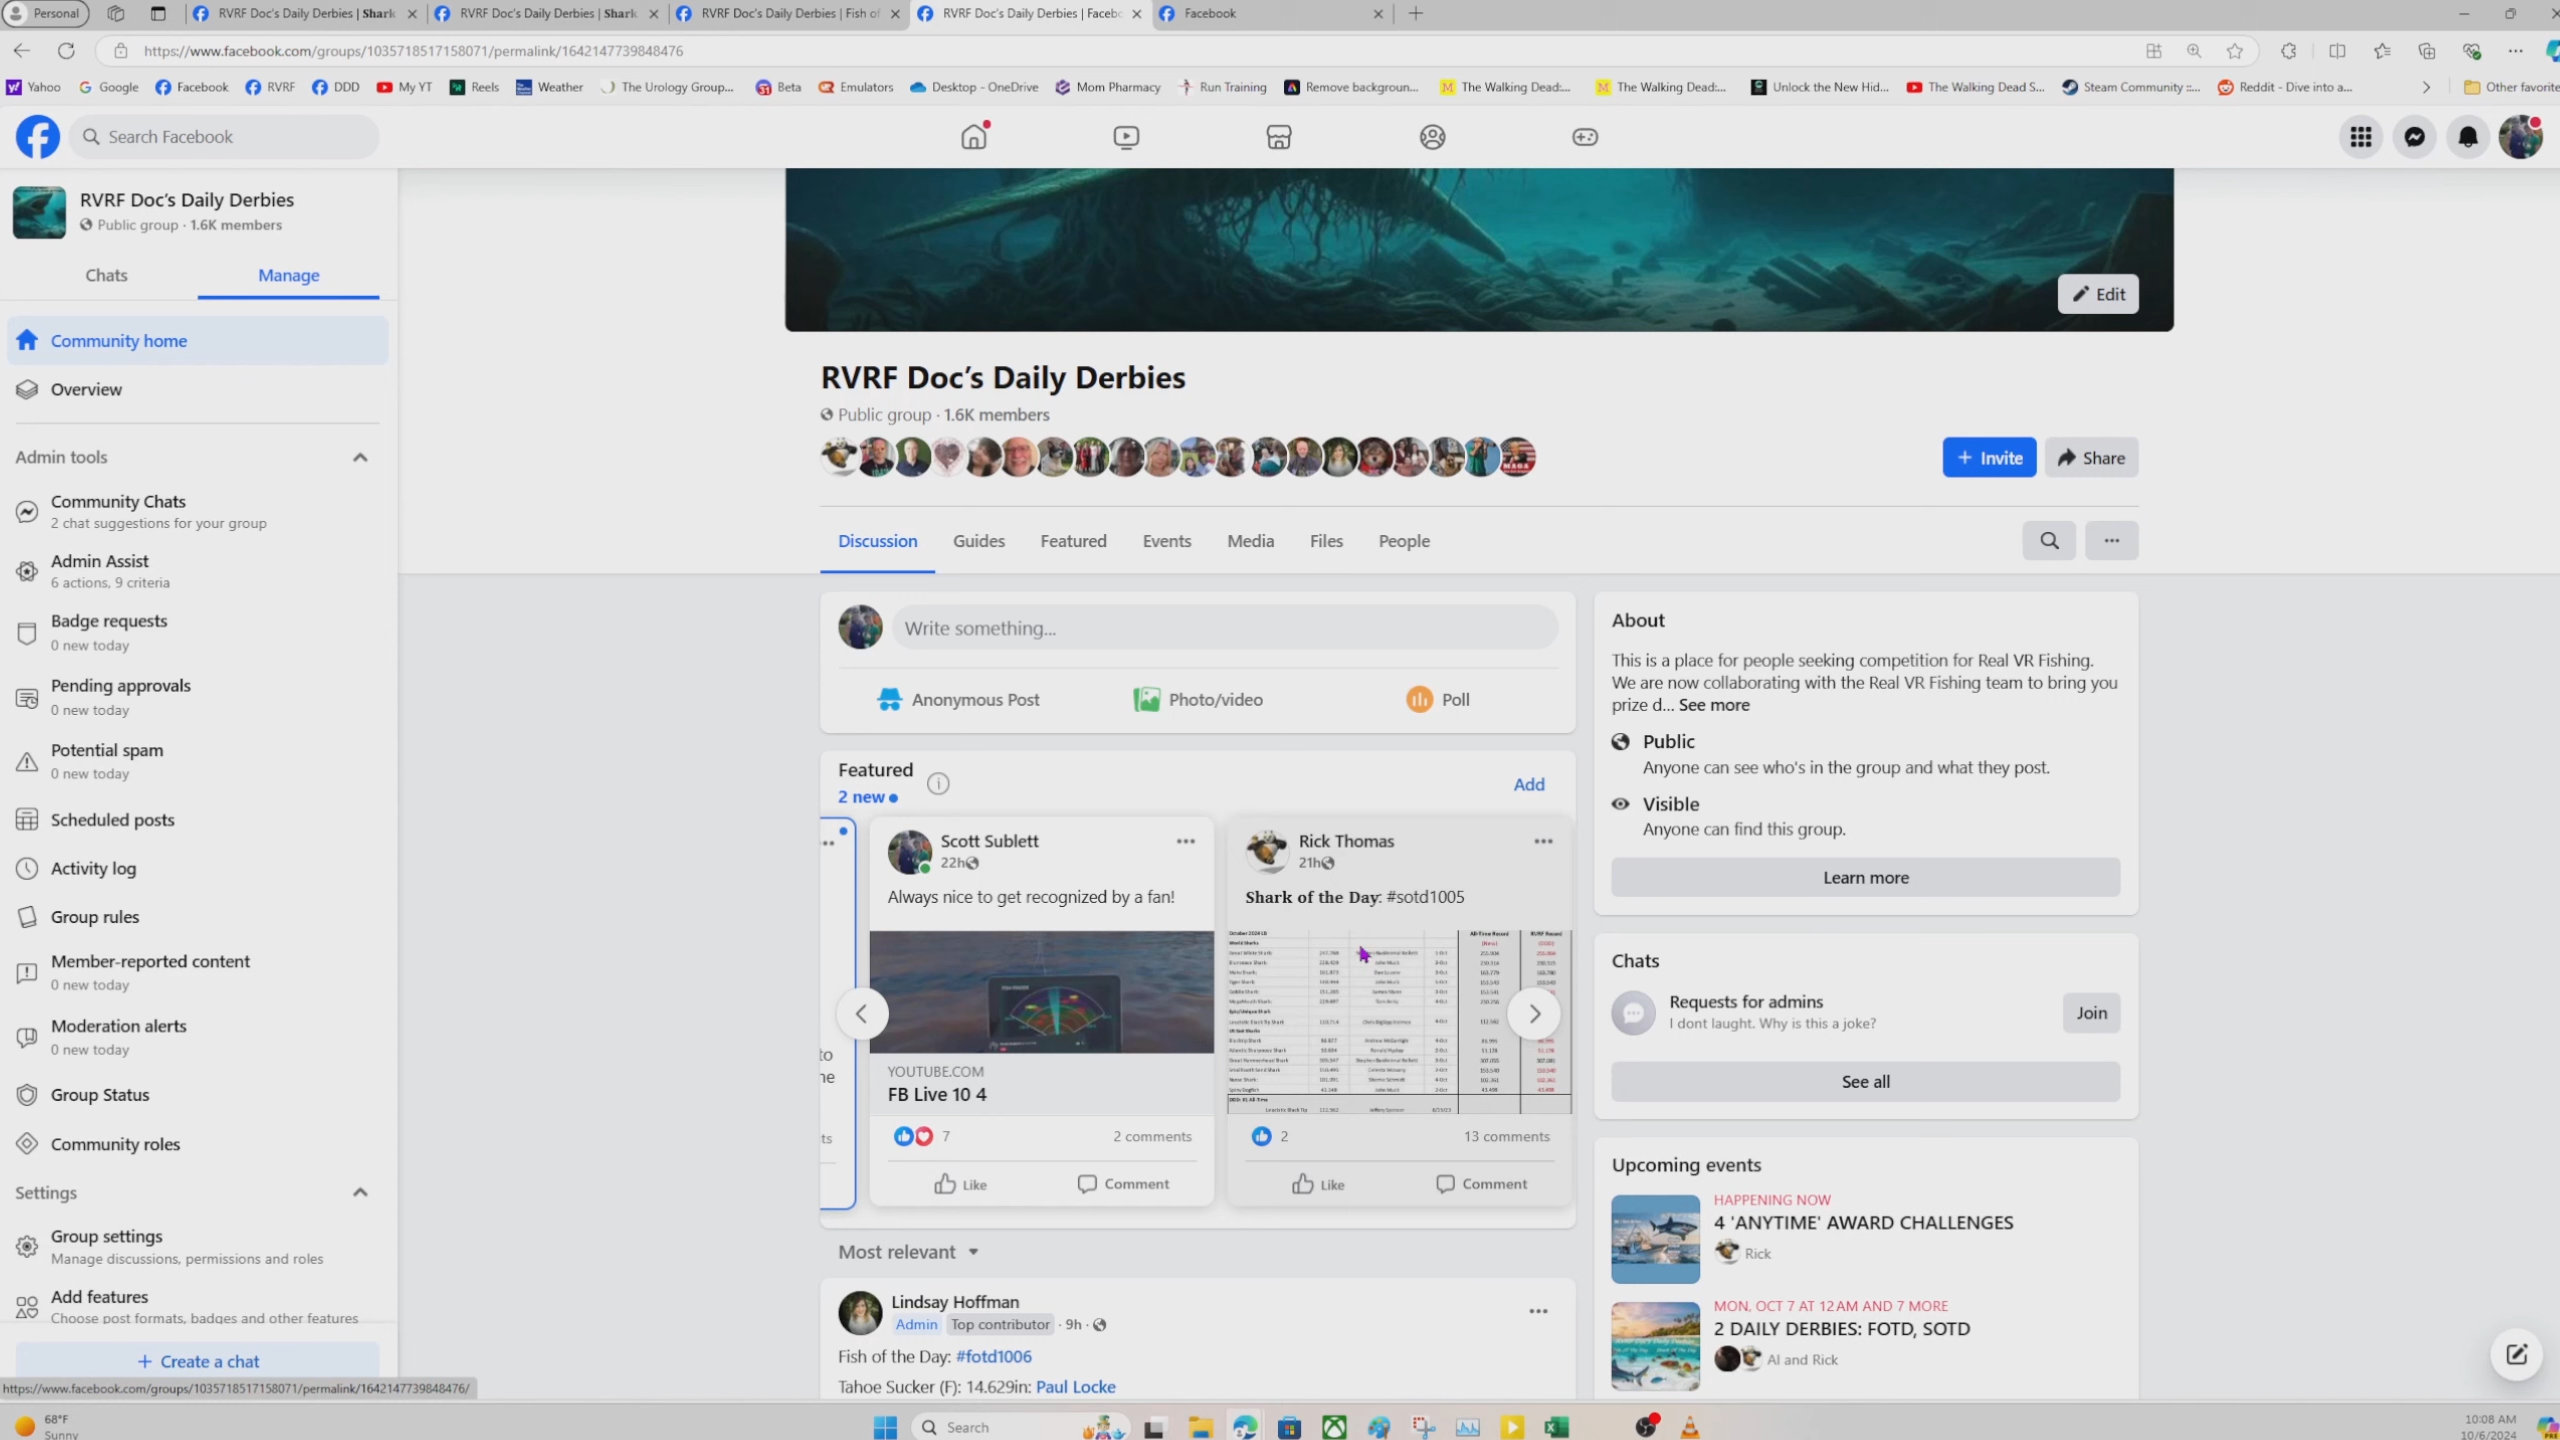 Personal
RVRF Doc's Daily Derbies | Shark
RVRF Doc's Daily Derbies | Shark
RVRF Doc's Daily Derbies | Fish of
RVRF Doc's Daily Derbies | Facebo
Facebook
https://www.facebook.com/groups/1035718517158071/permalink/1642147739848476
Yahoo
Google
Facebook
RVRF
DDD
My YT
Reels
Weather
The Urology Group...
Beta
Emulators
Desktop - OneDrive
Mom Pharmacy
Run Training
Remove backgroun...
The Walking Dead:...
The Walking Dead:...
Unlock the New Hid...
The Walking Dead S...
Steam Community ::...
Reddit - Dive into a...
Other favorite
Search Facebook
RVRF Doc's Daily Derbies
Public group · 1.6K members
Chats
Manage
Community home
Overview
Admin tools
Community Chats
2 chat suggestions for your group
Admin Assist
6 actions, 9 criteria
Badge requests
0 new today
Pending approvals
0 new today
Potential spam
0 new today
Scheduled posts
Activity log
Group rules
Member-reported content
0 new today
Moderation alerts
0 new today
Group Status
Community roles
Settings
Group settings
Manage discussions, permissions and roles
Add features
Choose post formats, badges and other features
+ Create a chat
https://www.facebook.com/groups/1035718517158071/permalink/1642147739848476/
Edit
RVRF Doc's Daily Derbies
Public group · 1.6K members
MAGA
+ Invite
Share
Discussion
Guides
Featured
Events
Media
Files
People
Write something...
Anonymous Post
Photo/video
Poll
Featured
2 new
Add
to
ne
ts
Scott Sublett
22h
Always nice to get recognized by a fan!
YOUTUBE.COM
FB Live 10 4
7
2 comments
Like
Comment
Rick Thomas
21h
Shark of the Day: #sotd1005
2
13 comments
Like
Comment
Most relevant
Lindsay Hoffman
Admin Top contributor · 9h ·
Fish of the Day: #fotd1006
Tahoe Sucker (F): 14.629in: Paul Locke
About
This is a place for people seeking competition for Real VR Fishing.
We are now collaborating with the Real VR Fishing team to bring you
prize d... See more
Public
Anyone can see who's in the group and what they post.
Visible
Anyone can find this group.
Learn more
Chats
Requests for admins
I dont laught. Why is this a joke?
Join
See all
Upcoming events
HAPPENING NOW
4 'ANYTIME' AWARD CHALLENGES
Rick
MON, OCT 7 AT 12AM AND 7 MORE
2 DAILY DERBIES: FOTD, SOTD
Al and Rick
68°F
Sunny
Search
10:08 AM
10/6/2024